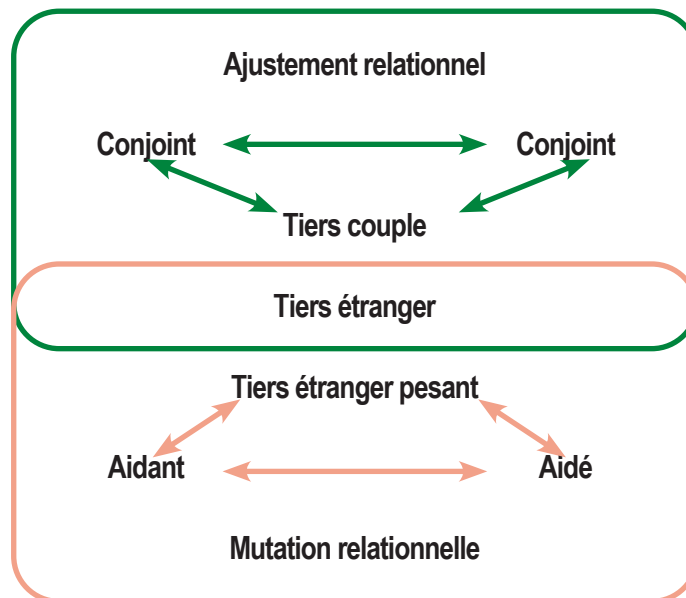 Ajustement relationnel
Conjoint Conjoint
Tiers couple
Tiers étranger
Tiers étranger pesant
Aidant Aidé
Mutation relationnelle